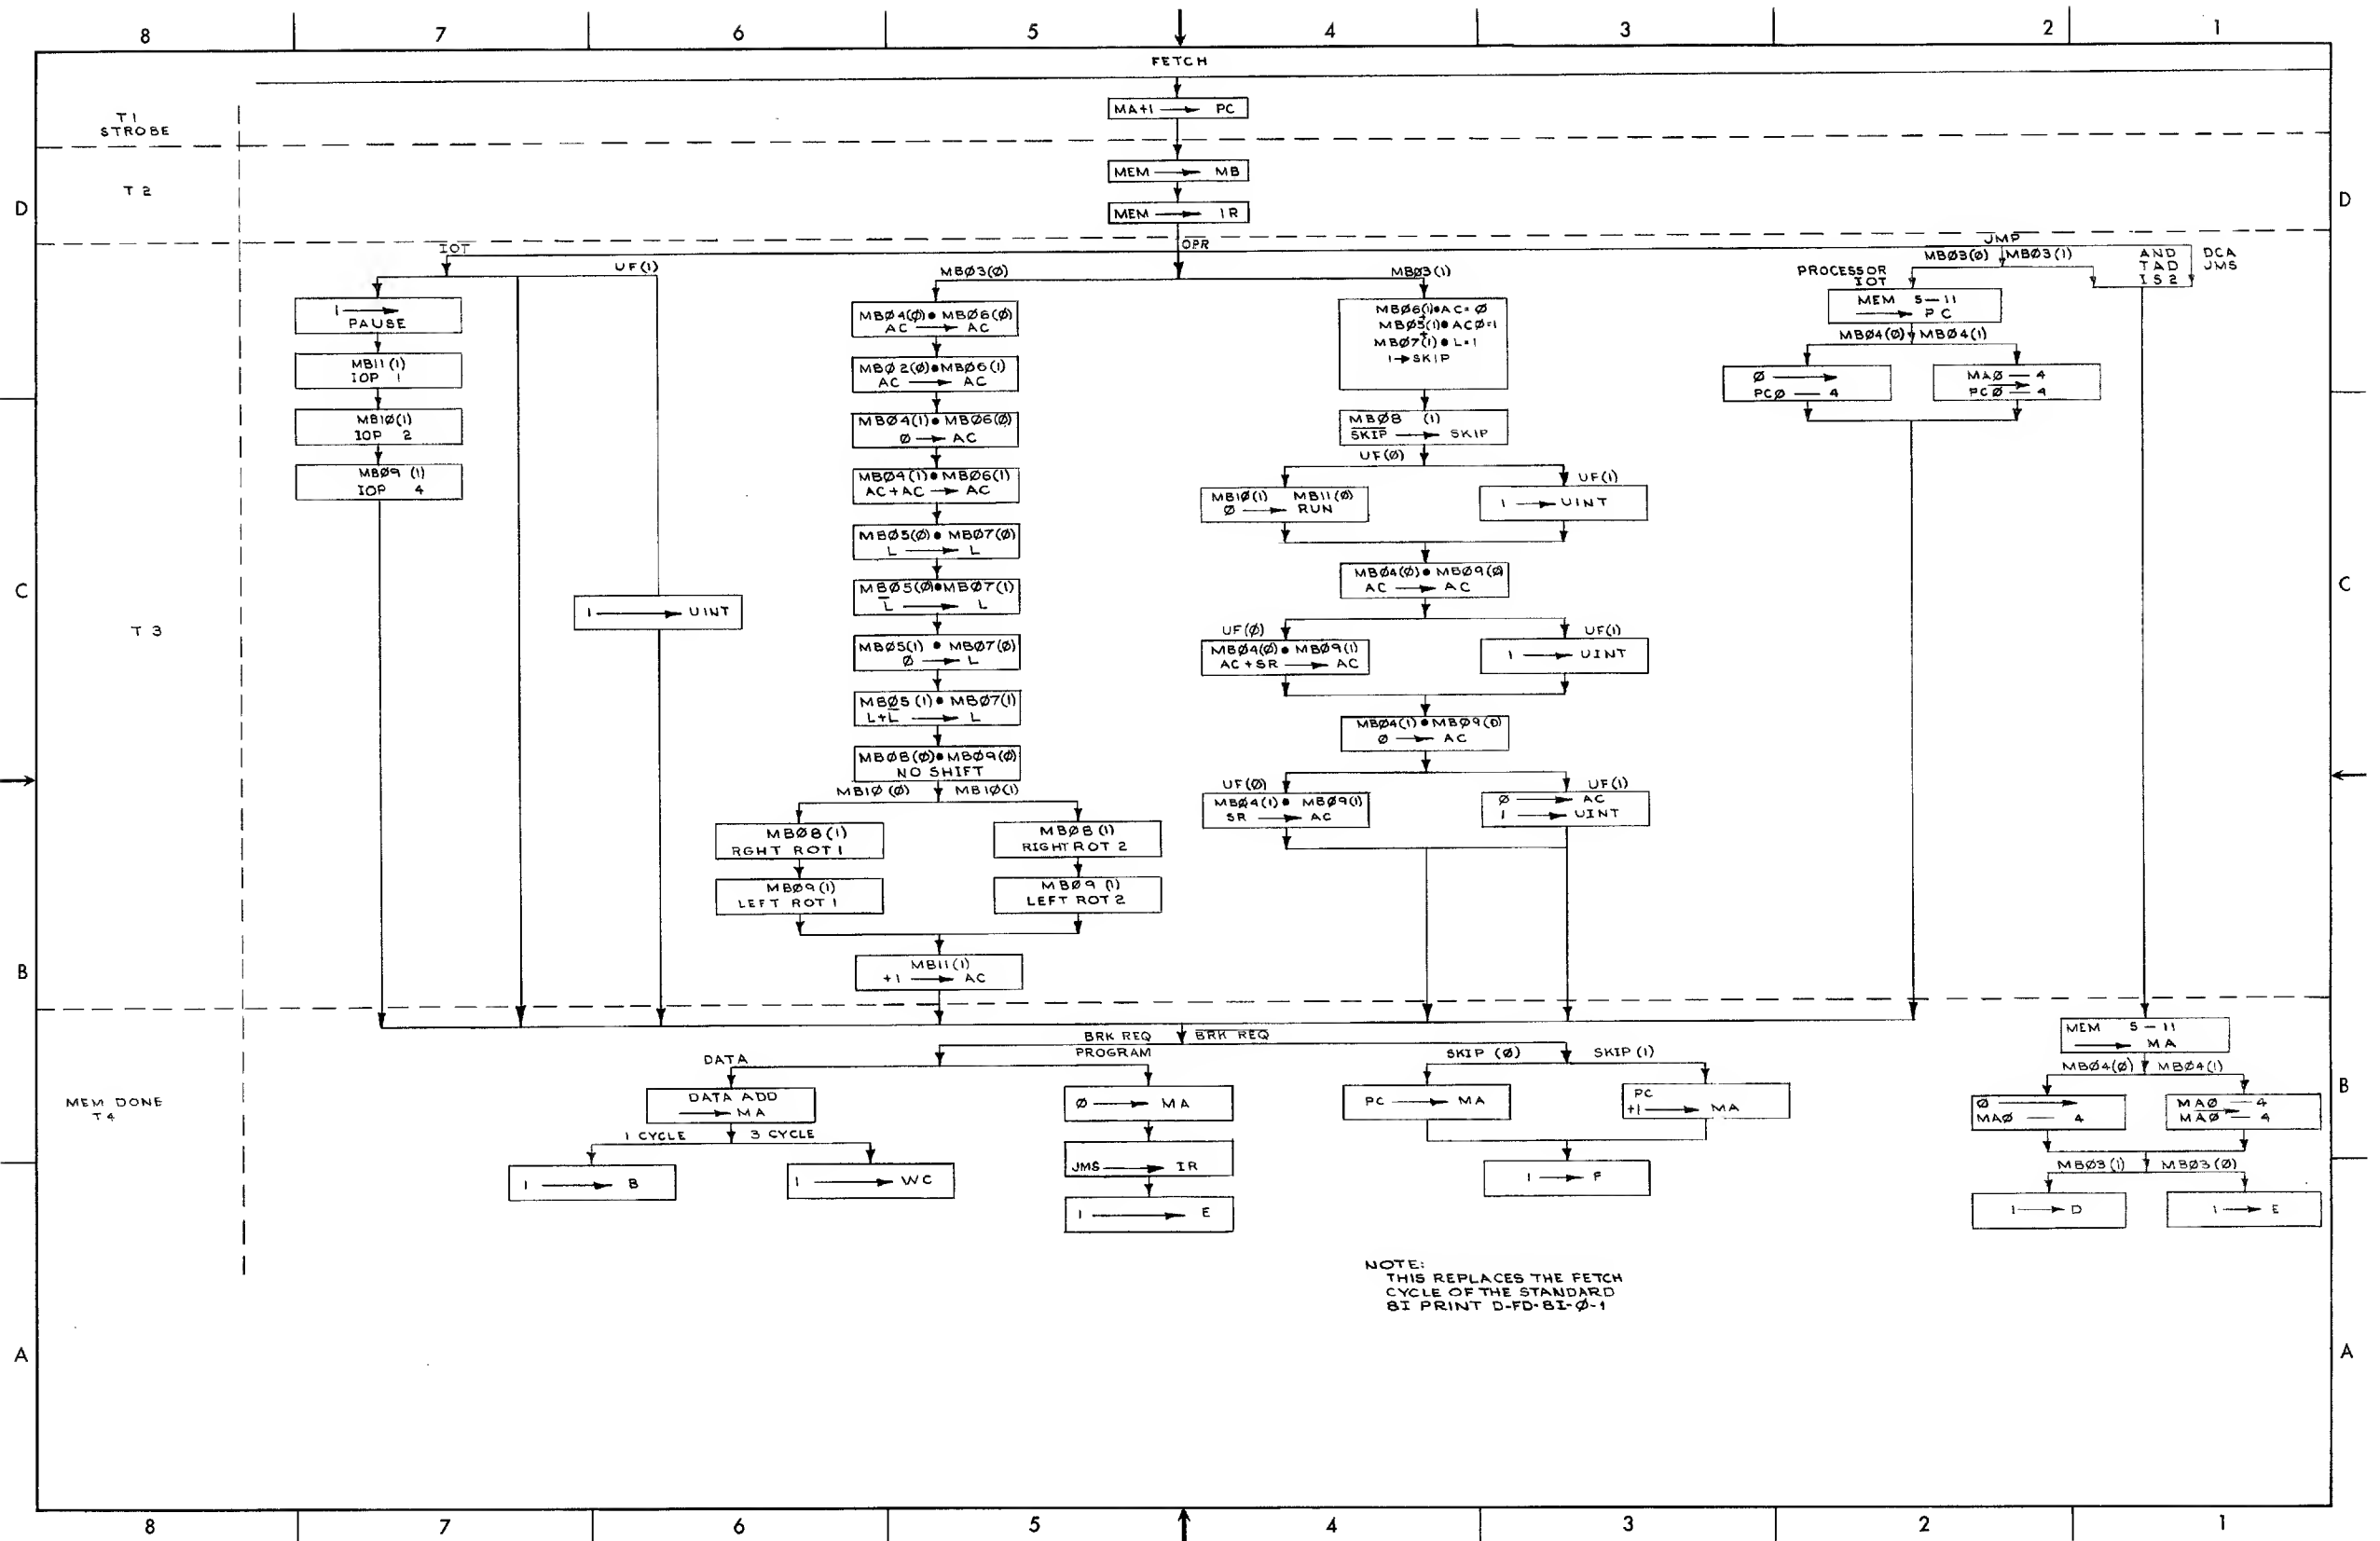 8 7 6 5 4 3 2 1
FETCH
MA+1 → PC
T1
STROBE
MEM → MB
T2
D
D
MEM → IR
IOT
OPR
JMP
UF(1)
MBØ3(Ø)
MBØ3(1)
PROCESSOR
IOT
MBØ3(Ø) MBØ3(1)
AND
TAD
IS2
DCA
JMS
1 →
PAUSE
MB11(1)
IOP 1
MB1Ø(1)
IOP 2
MBØ9 (1)
IOP 4
1 → UINT
MBØ4(Ø)•MBØ6(Ø)
AC → AC
MBØ2(Ø)•MBØ6(1)
AC → AC
MBØ4(1)•MBØ6(Ø)
Ø → AC
MBØ4(1)•MBØ6(1)
AC+AC → AC
MBØ5(Ø)•MBØ7(Ø)
L → L
MBØ5(Ø)•MBØ7(1)
L̅ → L
MBØ5(1)•MBØ7(Ø)
Ø → L
MBØ5(1)•MBØ7(1)
L+L̅ → L
MBØ8(Ø)•MBØ9(Ø)
NO SHIFT
MB1Ø(Ø) MB1Ø(1)
MBØ8(1)
RGHT ROT 1
MBØ8(1)
RIGHT ROT 2
MBØ9(1)
LEFT ROT 1
MBØ9(1)
LEFT ROT 2
MB11(1)
+1 → AC
MBØ6(1)•AC=Ø
+
MBØ5(1)•ACØ=1
+
MBØ7(1)•L=1
1→SKIP
MBØ8 (1)
S̅K̅I̅P̅ → SKIP
UF(Ø)
UF(1)
MB1Ø(1) MB11(Ø)
Ø → RUN
1 → UINT
MBØ4(Ø)•MBØ9(Ø)
AC → AC
UF(Ø)
UF(1)
MBØ4(Ø)•MBØ9(1)
AC+SR → AC
1 → UINT
MBØ4(1)•MBØ9(0)
Ø → AC
UF(Ø)
UF(1)
MBØ4(1)• MBØ9(1)
SR → AC
Ø → AC
1 → UINT
MEM 5—11
→ PC
MBØ4(Ø) MBØ4(1)
Ø →
PCØ — 4
MAØ — 4
→
PCØ — 4
C
T3
C
B
BRK REQ
B̅R̅K̅ R̅E̅Q̅
DATA
PROGRAM
SKIP (Ø)
SKIP (1)
MEM 5—11
→ MA
MEM DONE
T4
DATA ADD
→ MA
Ø → MA
PC → MA
PC
+1 → MA
MBØ4(Ø) MBØ4(1)
B
Ø →
MAØ — 4
MAØ — 4
→
MAØ — 4
1 CYCLE 3 CYCLE
JMS → IR
MBØ3(1) MBØ3(Ø)
1 → B
1 → WC
1 → F
1 → E
1 → D
1 → E
NOTE:
THIS REPLACES THE FETCH
CYCLE OF THE STANDARD
8I PRINT D-FD-8I-Ø-1
A
A
8 7 6 5 4 3 2 1